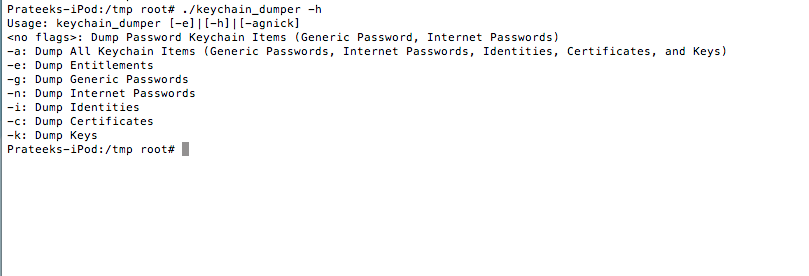 Prateeks-iPod:/tmp root# ./keychain_dumper -h
Usage: keychain_dumper [-e]|[-h]|[-agnick]
<no flags>: Dump Password Keychain Items (Generic Password, Internet Passwords)
-a: Dump All Keychain Items (Generic Passwords, Internet Passwords, Identities, Certificates, and Keys)
-e: Dump Entitlements
-g: Dump Generic Passwords
-n: Dump Internet Passwords
-i: Dump Identities
-c: Dump Certificates
-k: Dump Keys
Prateeks-iPod:/tmp root#